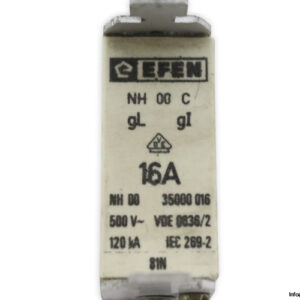 EFEN
NH 00 C
gL gI
VDE
16A
NH 00 35000 016
500 V~ VDE 0636/2
120 kA IEC 269-2
81N